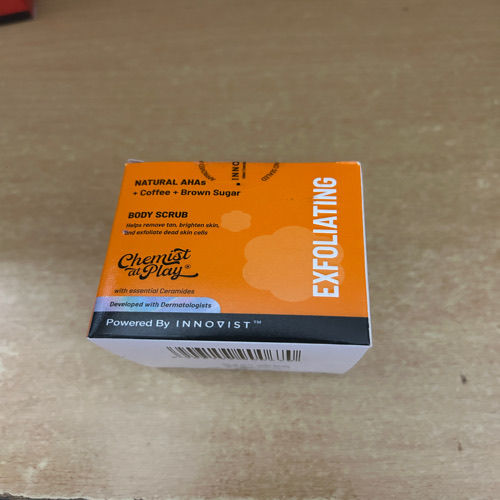 NATURAL AHAs
+ Coffee + Brown Sugar
BODY SCRUB
Helps remove tan, brighten skin,
and exfoliate dead skin cells
Chemist
at Play®
with essential Ceramides
Developed with Dermatologists
Powered By INNOVIST™
EXFOLIATING